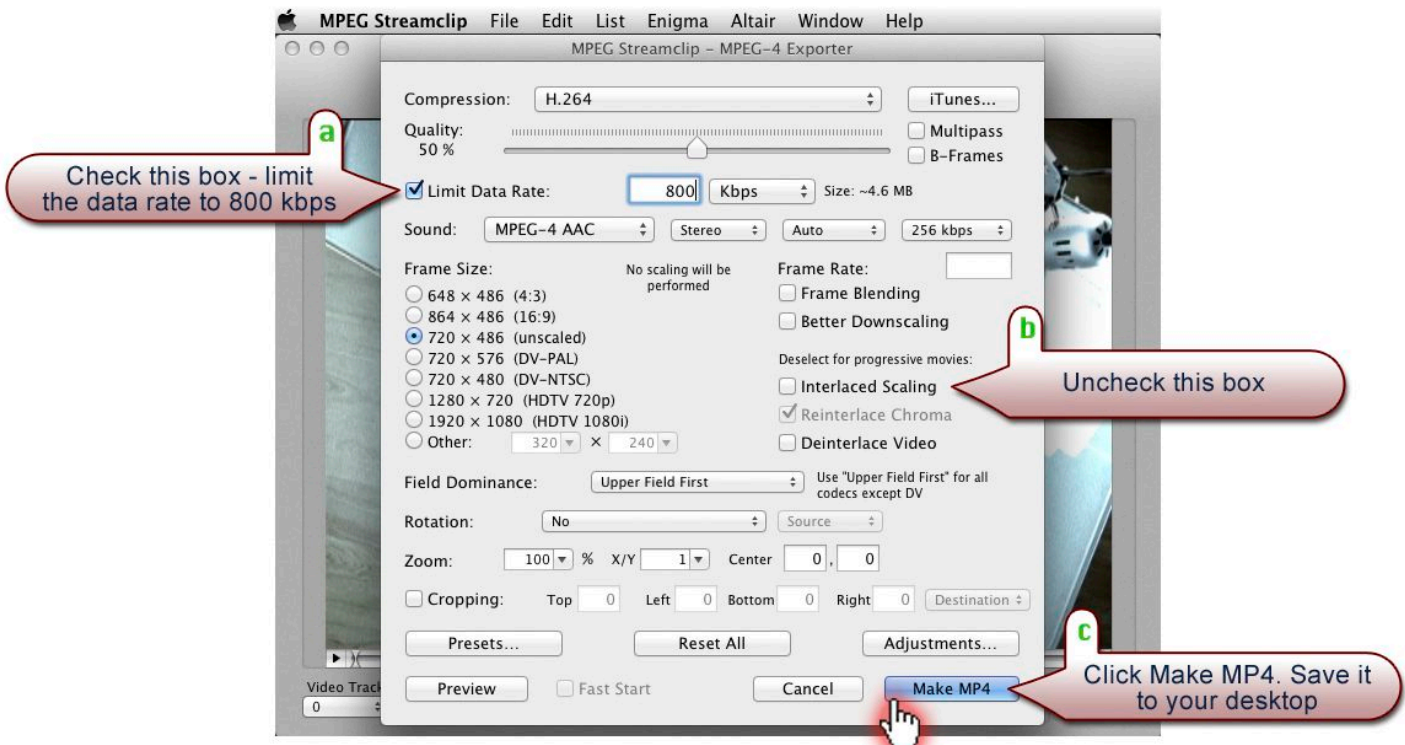 MPEG Streamclip File Edit List Enigma Altair Window Help
MPEG Streamclip – MPEG-4 Exporter
Compression: H.264 iTunes...
a
Quality:
50 %
Multipass
B-Frames
Check this box - limit
the data rate to 800 kbps
Limit Data Rate: 800 Kbps Size: ~4.6 MB
Sound: MPEG-4 AAC Stereo Auto 256 kbps
Frame Size:
No scaling will be
performed
648 × 486 (4:3)
864 × 486 (16:9)
720 × 486 (unscaled)
720 × 576 (DV-PAL)
720 × 480 (DV-NTSC)
1280 × 720 (HDTV 720p)
1920 × 1080 (HDTV 1080i)
Other: 320 × 240
Frame Rate:
Frame Blending
Better Downscaling
Deselect for progressive movies:
Interlaced Scaling
Reinterlace Chroma
Deinterlace Video
b
Uncheck this box
Field Dominance: Upper Field First
Use "Upper Field First" for all
codecs except DV
Rotation: No Source
Zoom: 100 % X/Y 1 Center 0 , 0
Cropping: Top 0 Left 0 Bottom 0 Right 0 Destination
Presets... Reset All Adjustments...
c
Click Make MP4. Save it
to your desktop
Video Track
0
Preview Fast Start Cancel Make MP4